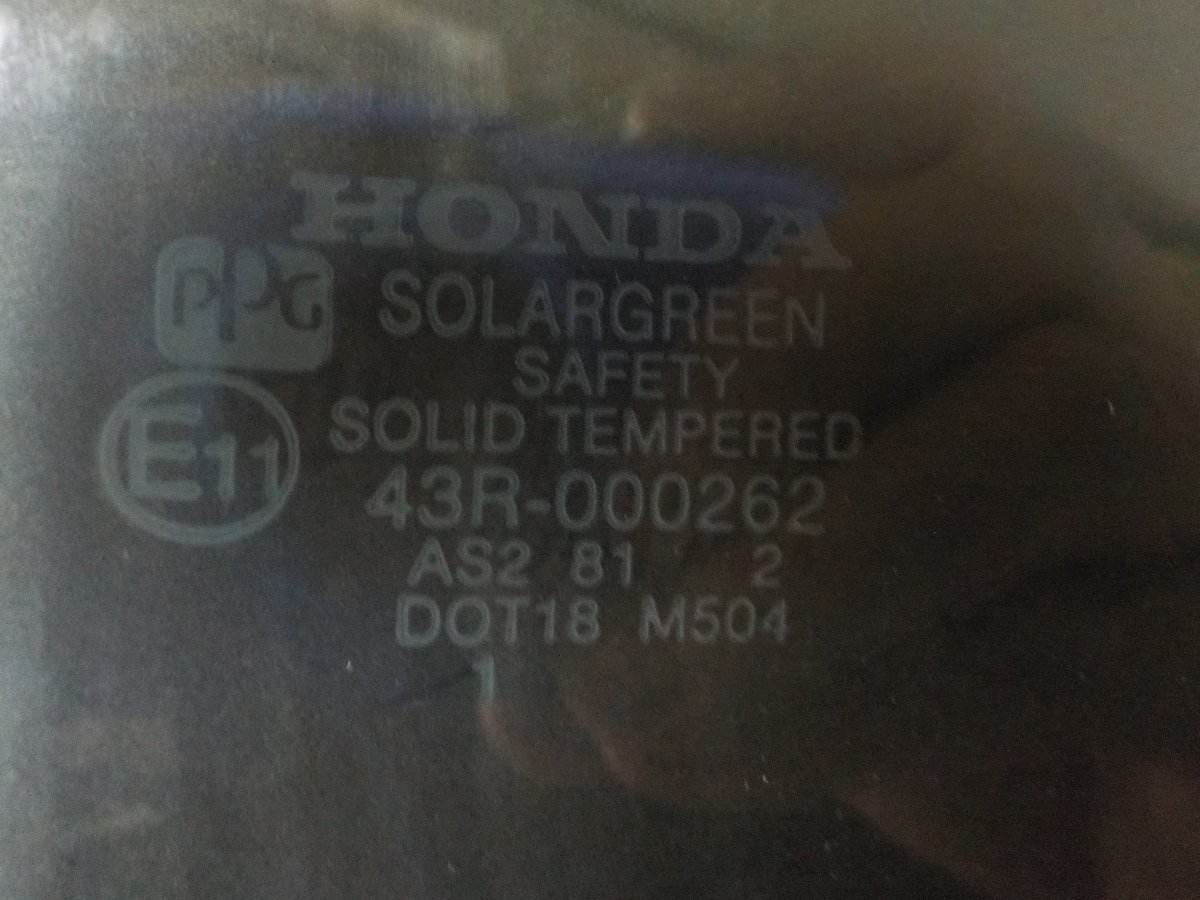 HONDA
PPG
SOLARGREEN
SAFETY
E11
SOLID TEMPERED
43R-000262
AS2 81 2
DOT18 M504
1